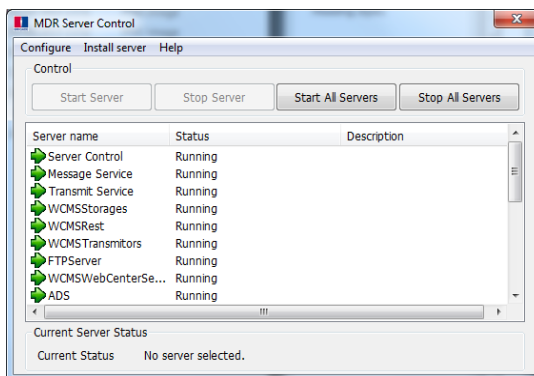 MDR Server Control
Configure Install server Help
Control
Start Server Stop Server Start All Servers Stop All Servers
Server name Status Description
Server Control Running
Message Service Running
Transmit Service Running
WCMSStorages Running
WCMSRest Running
WCMSTransmitors Running
FTPServer Running
WCMSWebCenterSe... Running
ADS Running
Current Server Status
Current Status No server selected.